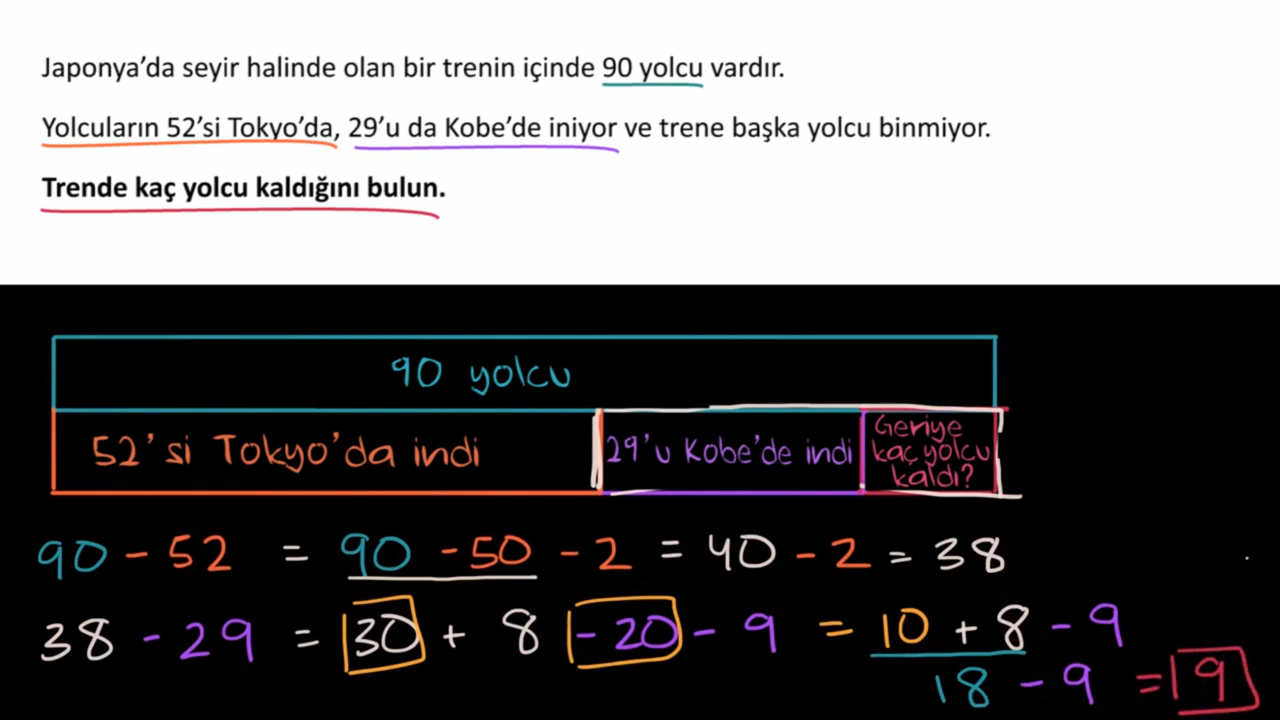 Japonya’da seyir halinde olan bir trenin içinde 90 yolcu vardır.
Yolcuların 52’si Tokyo’da, 29’u da Kobe’de iniyor ve trene başka yolcu binmiyor.
Trende kaç yolcu kaldığını bulun.
90 yolcu
52’si Tokyo’da indi
29’u Kobe’de indi
Geriye
kaç yolcu
kaldı?
90 - 52 = 90 - 50 - 2 = 40 - 2 = 38
38 - 29 = 30 + 8 - 20 - 9 = 10 + 8 - 9
18 - 9 = 9